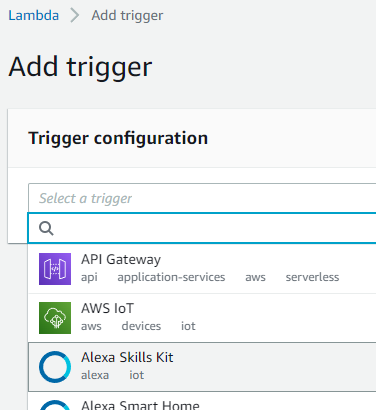 Lambda > Add trigger
Add trigger
Trigger configuration
Select a trigger
API Gateway
api application-services aws serverless
AWS IoT
aws devices iot
Alexa Skills Kit
alexa iot
Alexa Smart Home